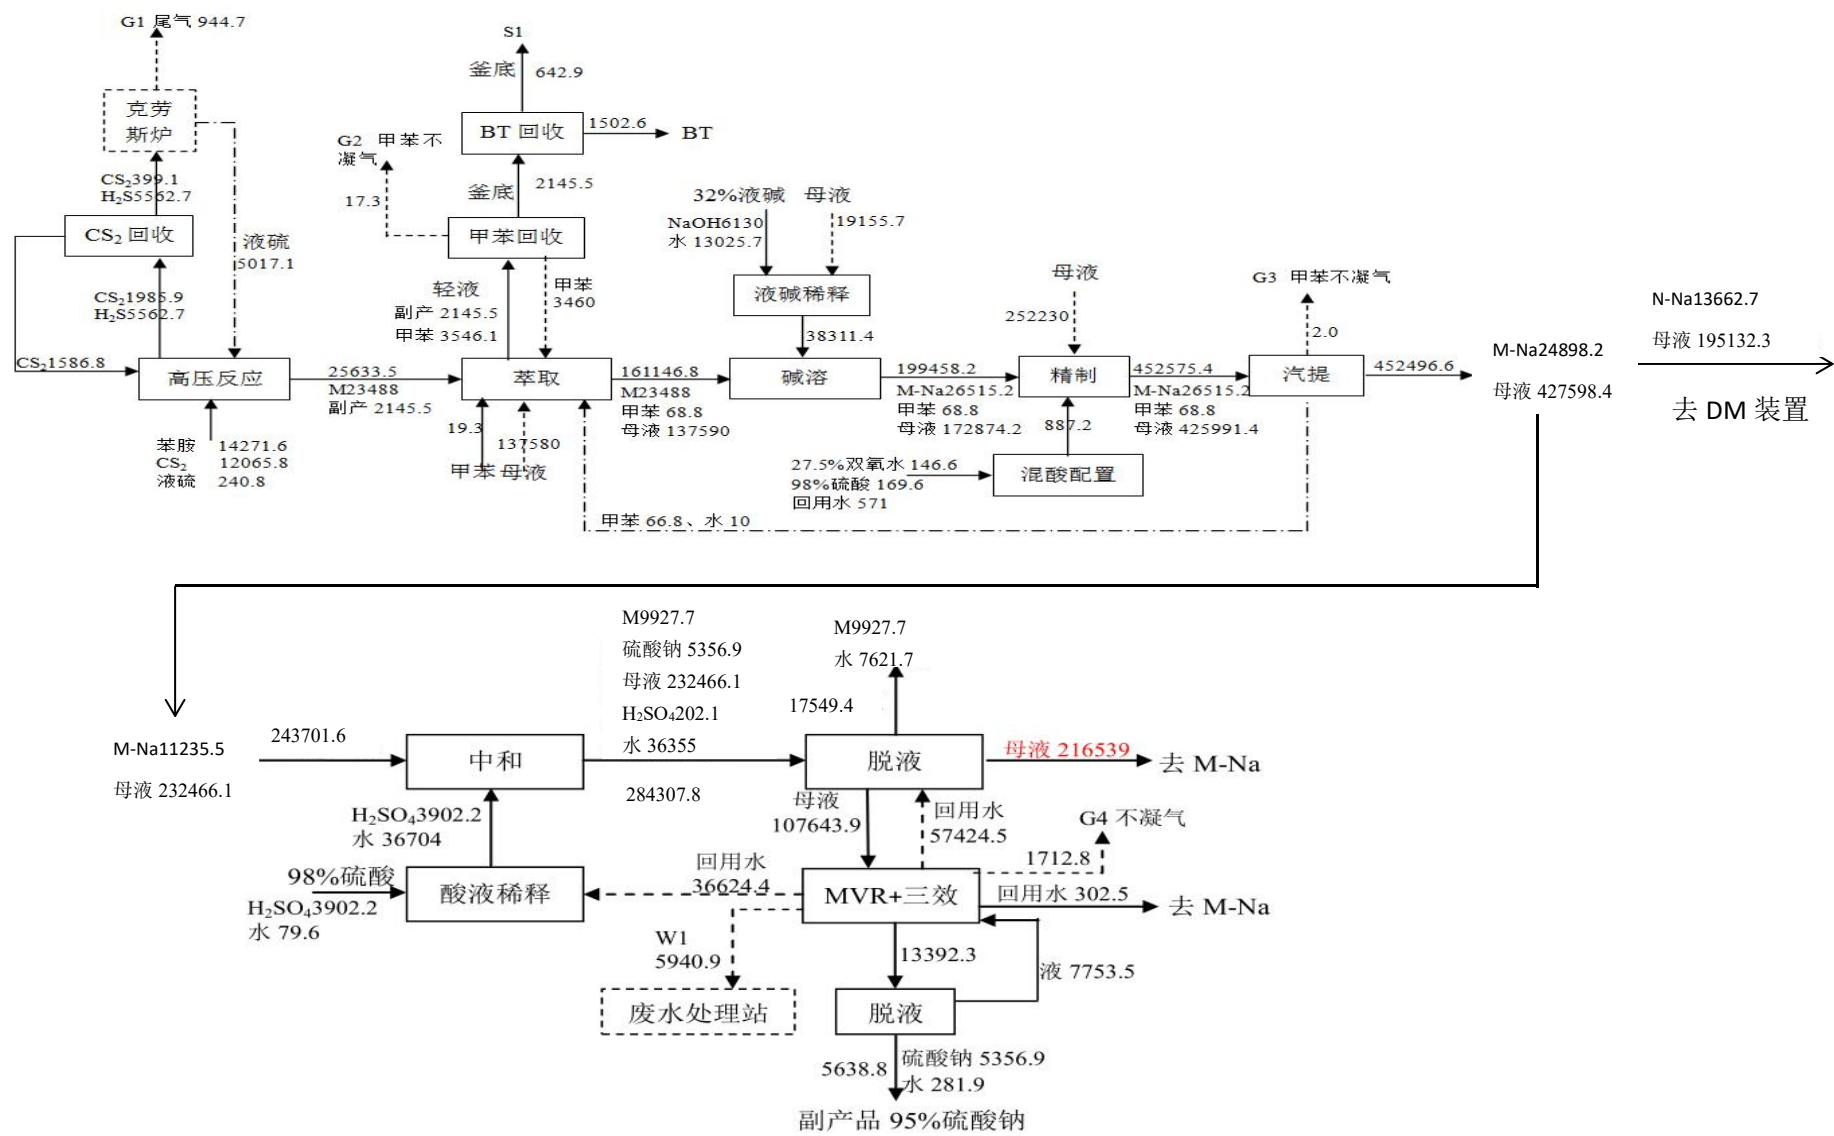 G1 尾气 944.7
克劳
斯炉
CS₂399.1
H₂S5562.7
CS₂ 回收
液硫
5017.1
CS₂1985.9
H₂S5562.7
CS₂1586.8
高压反应
苯胺 14271.6
CS₂ 12065.8
液硫 240.8
25633.5
M23488
副产 2145.5
S1
釜底 642.9
BT 回收
1502.6
BT
G2 甲苯不
凝气
17.3
釜底 2145.5
甲苯回收
轻液
副产 2145.5
甲苯 3546.1
甲苯
3460
萃取
19.3
137580
甲苯 母液
161146.8
M23488
甲苯 68.8
母液 137590
32%液碱 母液
NaOH6130
水 13025.7
19155.7
液碱稀释
38311.4
碱溶
199458.2
M-Na26515.2
甲苯 68.8
母液 172874.2
母液
252230
精制
887.2
27.5%双氧水 146.6
98%硫酸 169.6
回用水 571
混酸配置
452575.4
M-Na26515.2
甲苯 68.8
母液 425991.4
G3 甲苯不凝气
2.0
汽提
甲苯 66.8、水 10
452496.6
M-Na24898.2
母液 427598.4
N-Na13662.7
母液 195132.3
去 DM 装置
M-Na11235.5
母液 232466.1
243701.6
中和
H₂SO₄3902.2
水 36704
98%硫酸
H₂SO₄3902.2
水 79.6
酸液稀释
M9927.7
硫酸钠 5356.9
母液 232466.1
H₂SO₄202.1
水 36355
284307.8
M9927.7
水 7621.7
17549.4
脱液
母液 216539
去 M-Na
母液
107643.9
回用水
57424.5
G4 不凝气
1712.8
回用水
36624.4
MVR+三效
回用水 302.5
去 M-Na
W1
5940.9
废水处理站
13392.3
液 7753.5
脱液
5638.8
硫酸钠 5356.9
水 281.9
副产品 95%硫酸钠